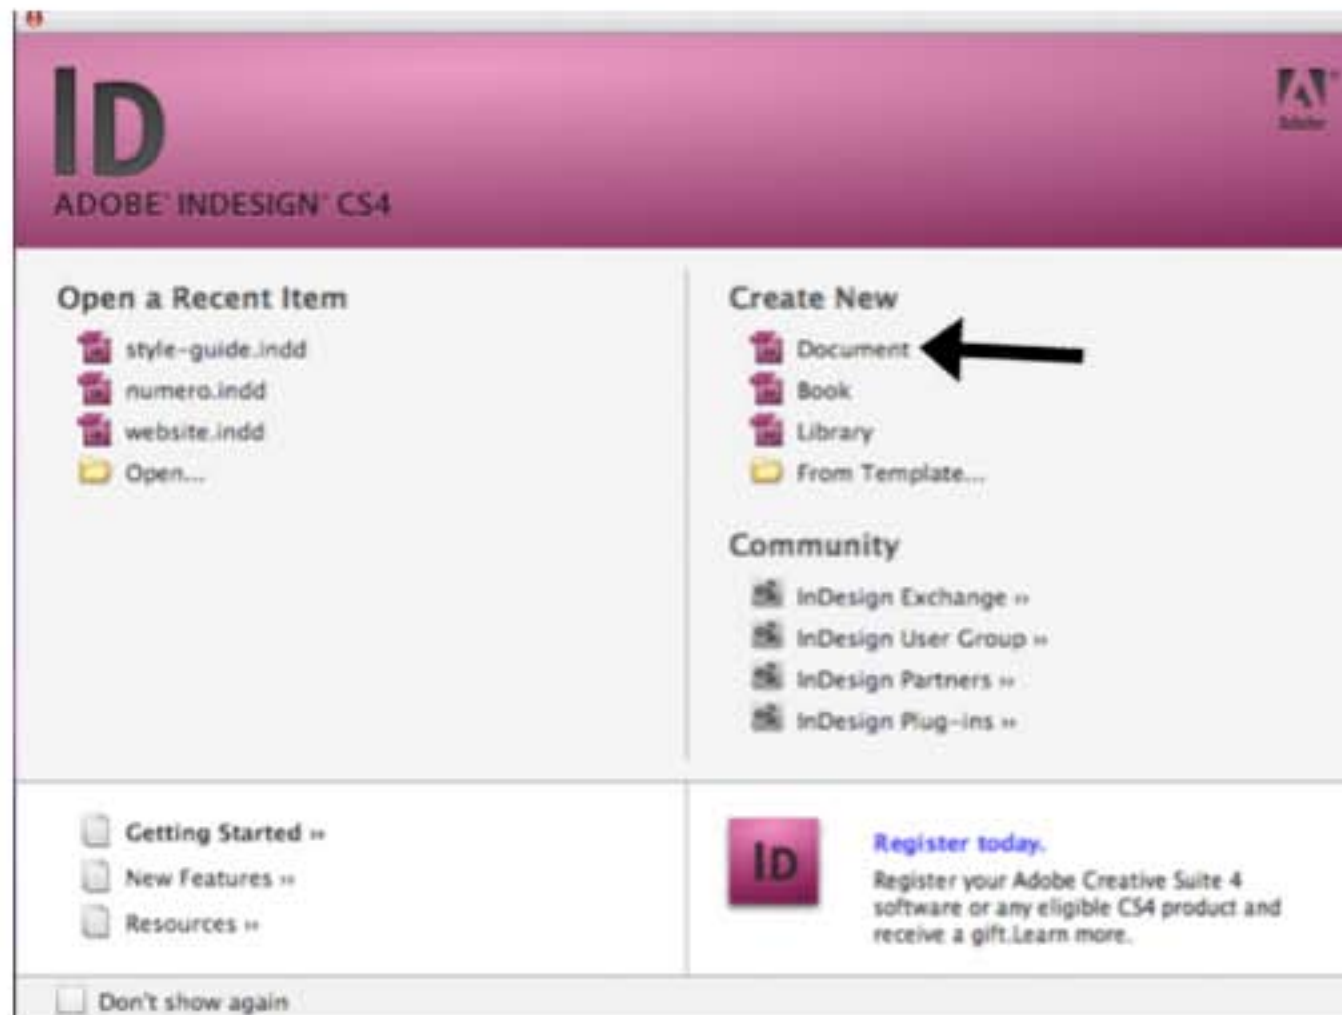 ID
Adobe
ADOBE® INDESIGN® CS4
Open a Recent Item
style-guide.indd
numero.indd
website.indd
Open...
Create New
Document
Book
Library
From Template...
Community
InDesign Exchange »
InDesign User Group »
InDesign Partners »
InDesign Plug-ins »
Getting Started »
New Features »
Resources »
ID
Register today.
Register your Adobe Creative Suite 4
software or any eligible CS4 product and
receive a gift.Learn more.
Don't show again